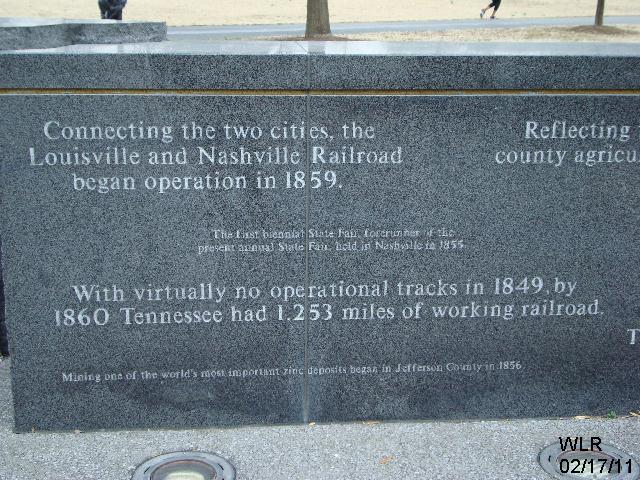 Connecting the two cities, the
Louisville and Nashville Railroad
began operation in 1859.
The first biennial State Fair, forerunner of the
present annual State Fair, held in Nashville in 1855
With virtually no operational tracks in 1849, by
1860 Tennessee had 1,253 miles of working railroad.
Mining one of the world's most important zinc deposits began in Jefferson County in 1856
Reflecting
county agricu
T
WLR
02/17/11